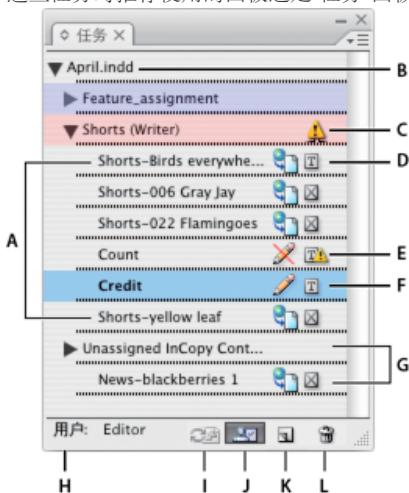 任务
April.indd B
Feature_assignment
Shorts (Writer) C
Shorts-Birds everywhe... D
Shorts-006 Gray Jay
Shorts-022 Flamingoes
A
Count E
Credit F
Shorts-yellow leaf
Unassigned InCopy Cont...
G
News-blackberries 1
用户: Editor
H I J K L